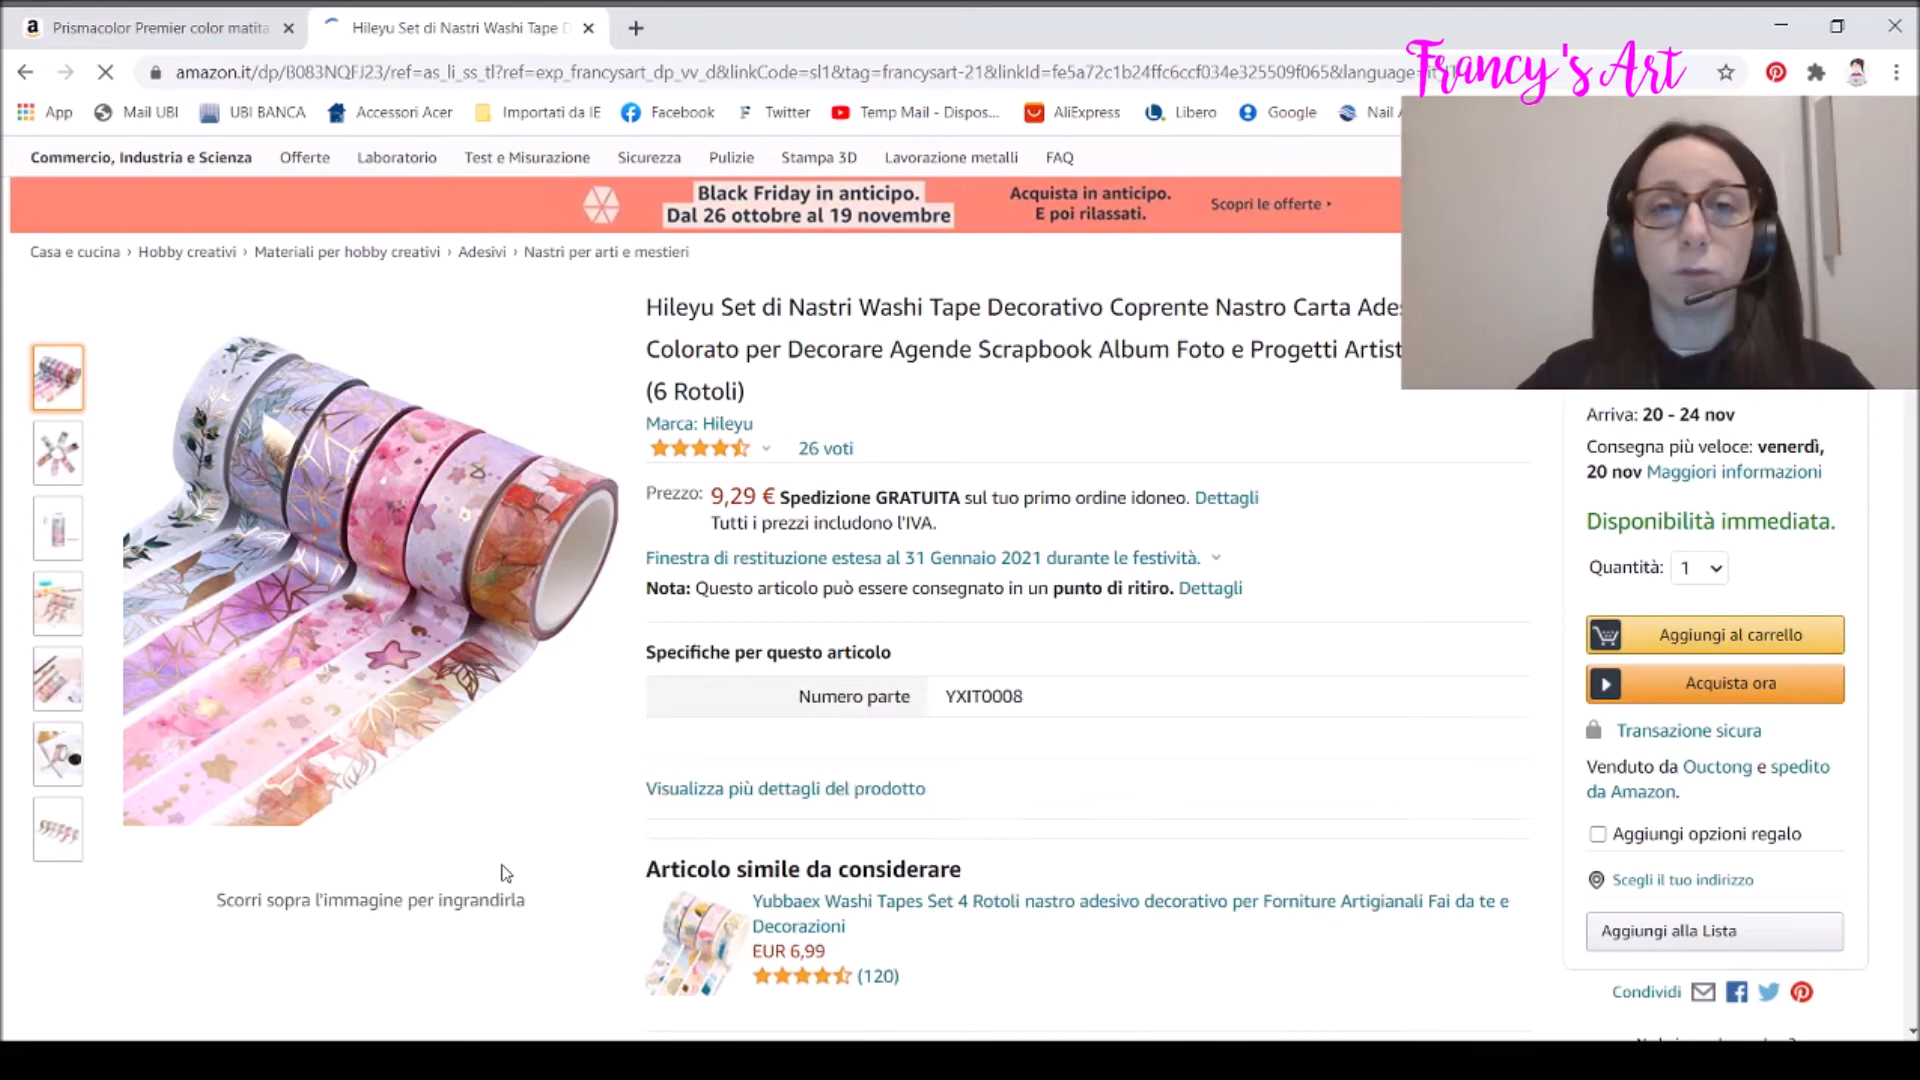 Prismacolor Premier color matita
Hileyu Set di Nastri Washi Tape D
amazon.it/dp/B083NQFJ23/ref=as_li_ss_tl?ref=exp_francysart_dp_vv_d&linkCode=sl1&tag=francysart-21&linkId=fe5a72c1b24ffc6ccf034e325509f065&language=
Francy's Art
App Mail UBI UBI BANCA Accessori Acer Importati da IE Facebook Twitter Temp Mail - Dispos... AliExpress Libero Google Nail
Commercio, Industria e Scienza Offerte Laboratorio Test e Misurazione Sicurezza Pulizie Stampa 3D Lavorazione metalli FAQ
Black Friday in anticipo.
Dal 26 ottobre al 19 novembre
Acquista in anticipo.
E poi rilassati.
Scopri le offerte
Casa e cucina › Hobby creativi › Materiali per hobby creativi › Adesivi › Nastri per arti e mestieri
Hileyu Set di Nastri Washi Tape Decorativo Coprente Nastro Carta Ades
Colorato per Decorare Agende Scrapbook Album Foto e Progetti Artist
(6 Rotoli)
Marca: Hileyu
26 voti
Prezzo: 9,29 € Spedizione GRATUITA sul tuo primo ordine idoneo. Dettagli
Tutti i prezzi includono l'IVA.
Finestra di restituzione estesa al 31 Gennaio 2021 durante le festività.
Nota: Questo articolo può essere consegnato in un punto di ritiro. Dettagli
Specifiche per questo articolo
Numero parte YXIT0008
Visualizza più dettagli del prodotto
Scorri sopra l'immagine per ingrandirla
Articolo simile da considerare
Yubbaex Washi Tapes Set 4 Rotoli nastro adesivo decorativo per Forniture Artigianali Fai da te e
Decorazioni
EUR 6,99
(120)
Arriva: 20 - 24 nov
Consegna più veloce: venerdì,
20 nov Maggiori informazioni
Disponibilità immediata.
Quantità: 1
Aggiungi al carrello
Acquista ora
Transazione sicura
Venduto da Ouctong e spedito
da Amazon.
Aggiungi opzioni regalo
Scegli il tuo indirizzo
Aggiungi alla Lista
Condividi